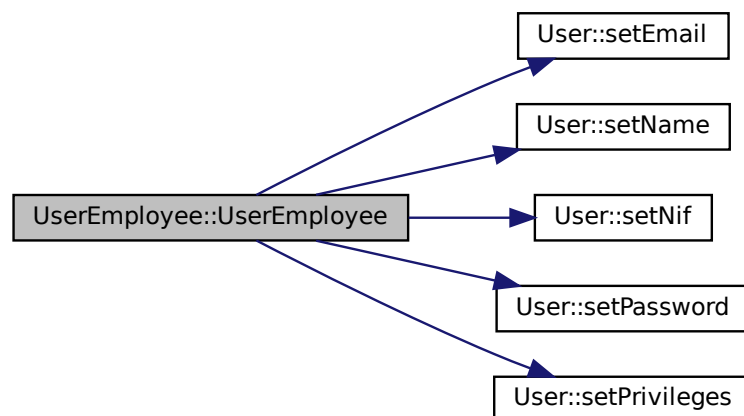 User::setEmail
User::setName
UserEmployee::UserEmployee
User::setNif
User::setPassword
User::setPrivileges